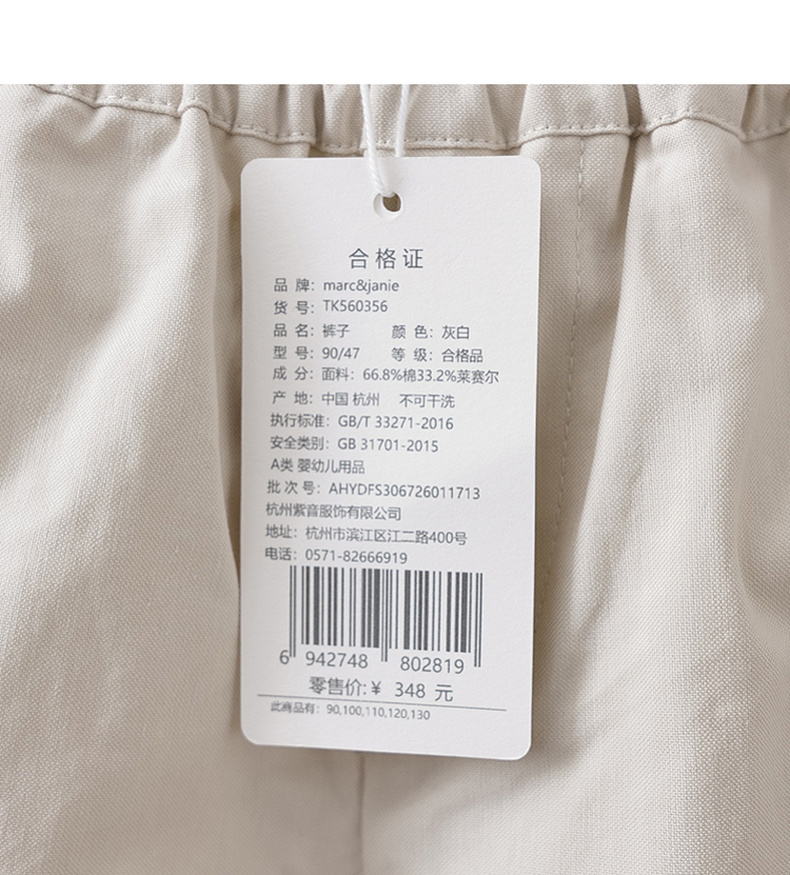 合格证
品 牌：marc&janie
货 号：TK560356
品 名：裤子 颜 色：灰白
型 号：90/47 等 级：合格品
成 分：面料：66.8%棉33.2%莱赛尔
产 地：中国 杭州 不可干洗
执行标准：GB/T 33271-2016
安全类别：GB 31701-2015
A类 婴幼儿用品
批 次 号：AHYDFS306726011713
杭州紫音服饰有限公司
地址：杭州市滨江区江二路400号
电话：0571-82666919
6 942748 802819
零售价:¥ 348 元
此商品有：90,100,110,120,130